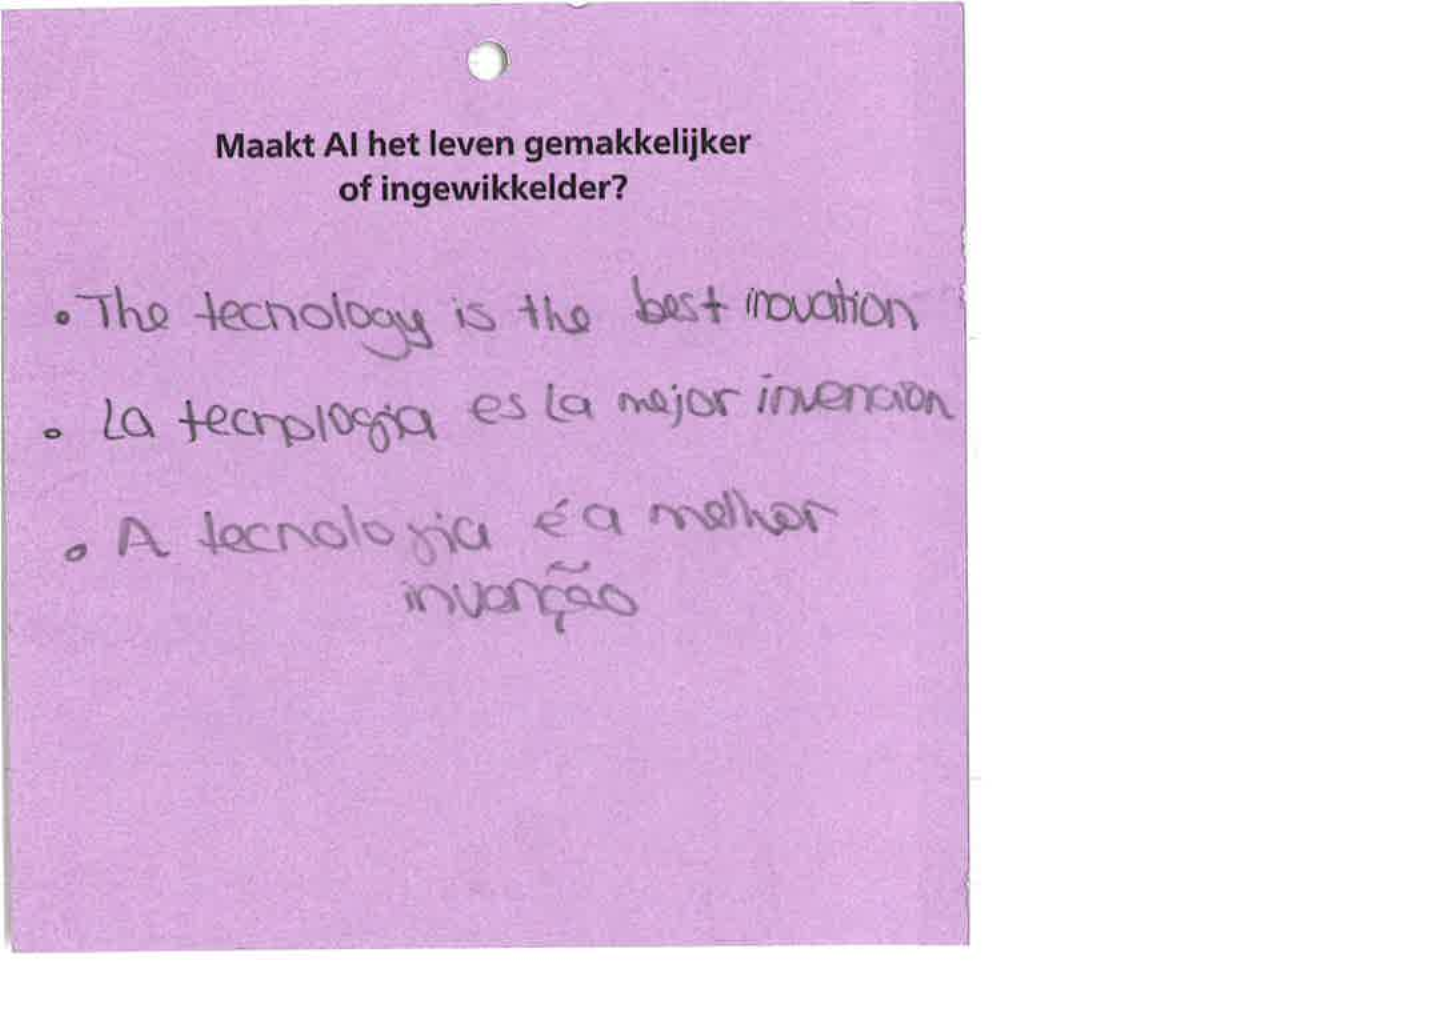 Maakt AI het leven gemakkelijker
of ingewikkelder?
• The tecnology is the best inovation
• La tecnologia es la mejor invencion
• A tecnologia é a melhor
invenção